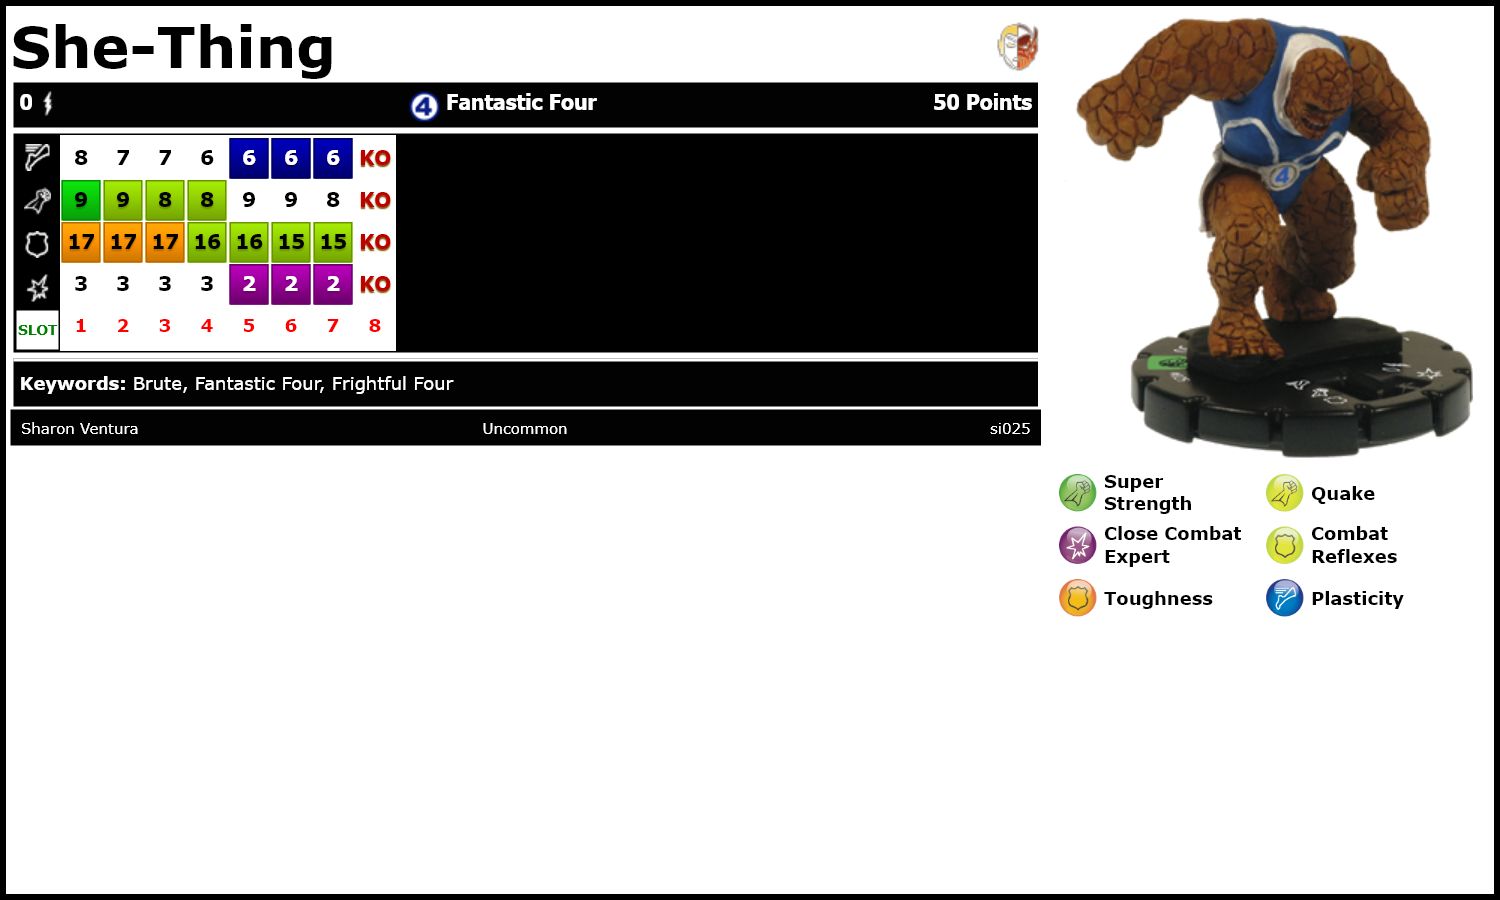 She-Thing
0 4 Fantastic Four 50 Points
8 7 7 6 6 6 6 KO
9 9 8 8 9 9 8 KO
17 17 17 16 16 15 15 KO
3 3 3 3 2 2 2 KO
SLOT 1 2 3 4 5 6 7 8
Keywords: Brute, Fantastic Four, Frightful Four
Sharon Ventura Uncommon si025
4
Super
Strength
Quake
Close Combat
Expert
Combat
Reflexes
Toughness
Plasticity